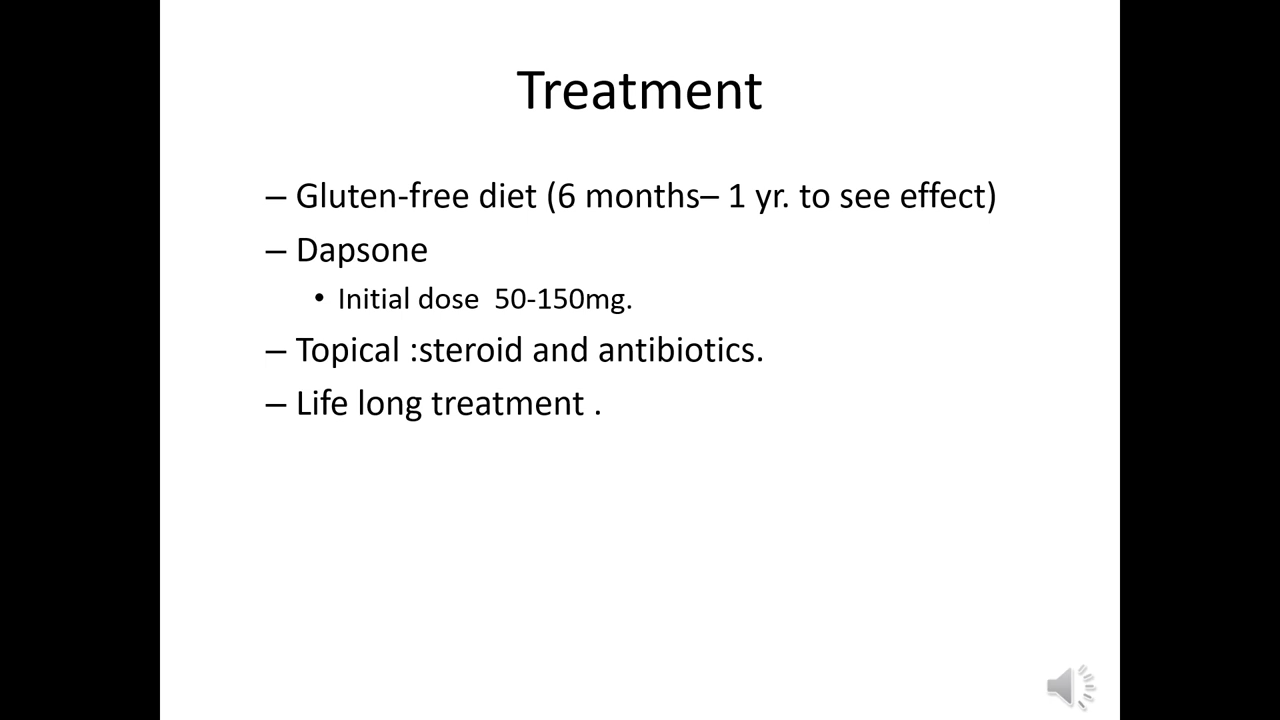 Treatment
– Gluten-free diet (6 months– 1 yr. to see effect)
– Dapsone
• Initial dose  50-150mg.
– Topical :steroid and antibiotics.
– Life long treatment .